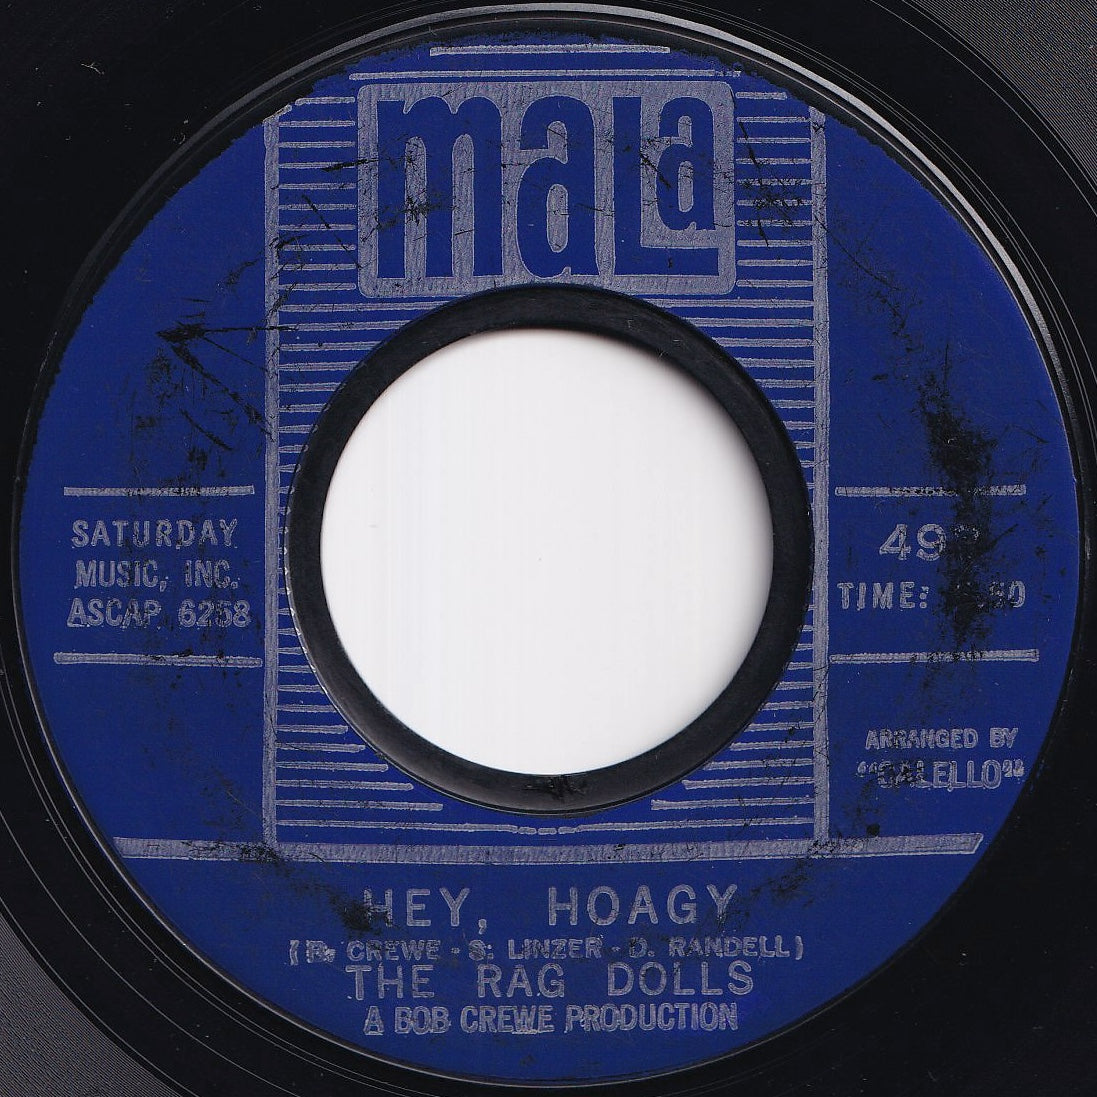 mala
SATURDAY
MUSIC, INC.
ASCAP 6258
TIME:
ARRANGED BY
"CALELLO"
HEY, HOAGY
(B. CREWE - S. LINZER - D. RANDELL)
THE RAG DOLLS
A BOB CREWE PRODUCTION